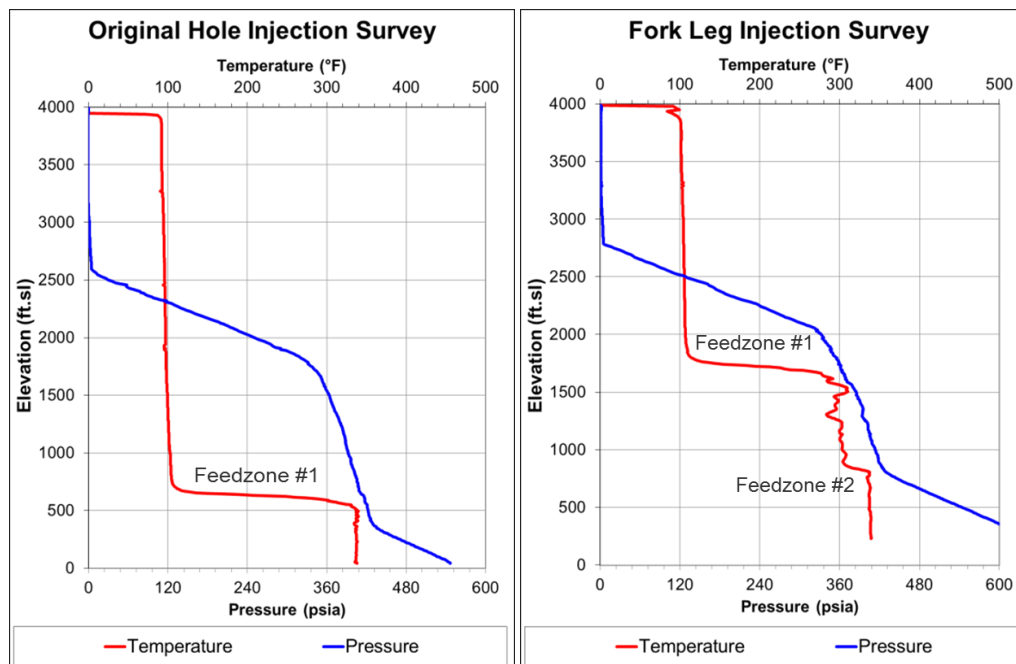 Original Hole Injection Survey
Temperature (°F)
0 100 200 300 400 500
4000
3500
3000
2500
2000
1500
1000
500
0
Elevation (ft.sl)
Feedzone #1
0 120 240 360 480 600
Pressure (psia)
Temperature Pressure
Fork Leg Injection Survey
Temperature (°F)
0 100 200 300 400 500
4000
3500
3000
2500
2000
1500
1000
500
0
Elevation (ft.sl)
Feedzone #1
Feedzone #2
0 120 240 360 480 600
Pressure (psia)
Temperature Pressure